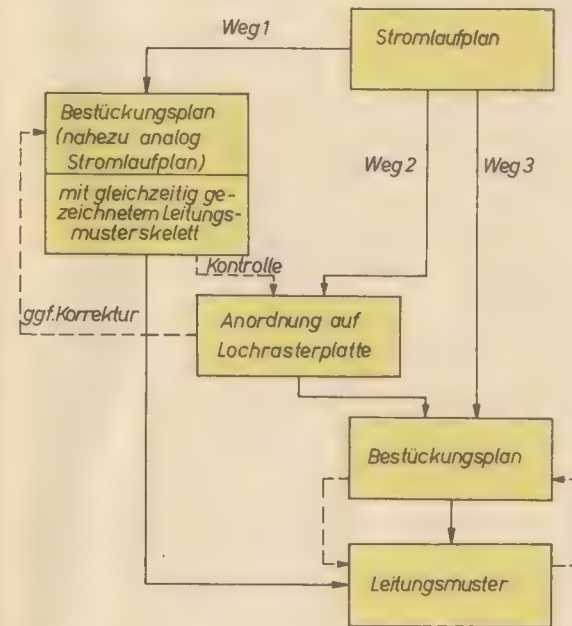 Weg 1
Stromlaufplan
Bestückungsplan
(nahezu analog
Stromlaufplan)
mit gleichzeitig ge-
zeichnetem Leitungs-
musterskelett
Weg 2
Weg 3
Kontrolle
ggf. Korrektur
Anordnung auf
Lochrasterplatte
Bestückungsplan
Leitungsmuster